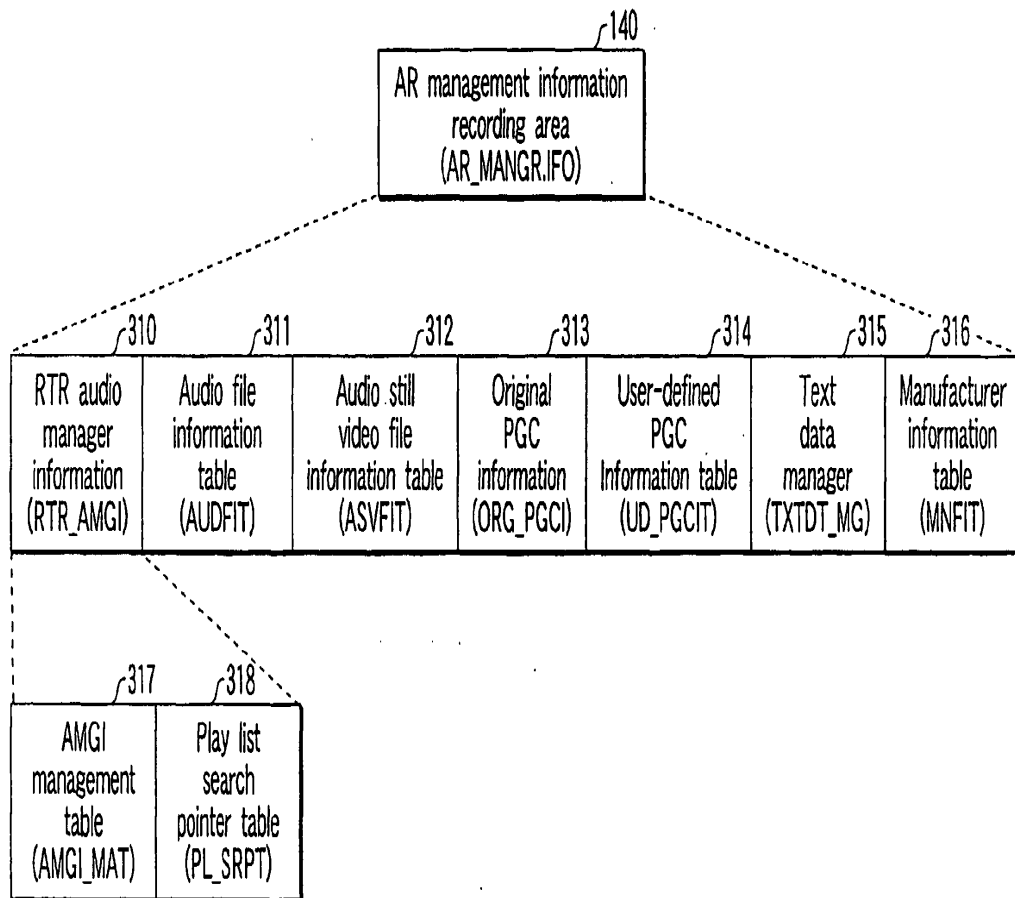 140
AR management information
recording area
(AR_MANGR.IFO)
310
311
312
313
314
315
316
RTR audio
manager
information
(RTR_AMGI)
Audio file
information
table
(AUDFIT)
Audio still
video file
information table
(ASVFIT)
Original
PGC
information
(ORG_PGCI)
User-defined
PGC
Information table
(UD_PGCIT)
Text
data
manager
(TXTDT_MG)
Manufacturer
information
table
(MNFIT)
317
318
AMGI
management
table
(AMGI_MAT)
Play list
search
pointer table
(PL_SRPT)